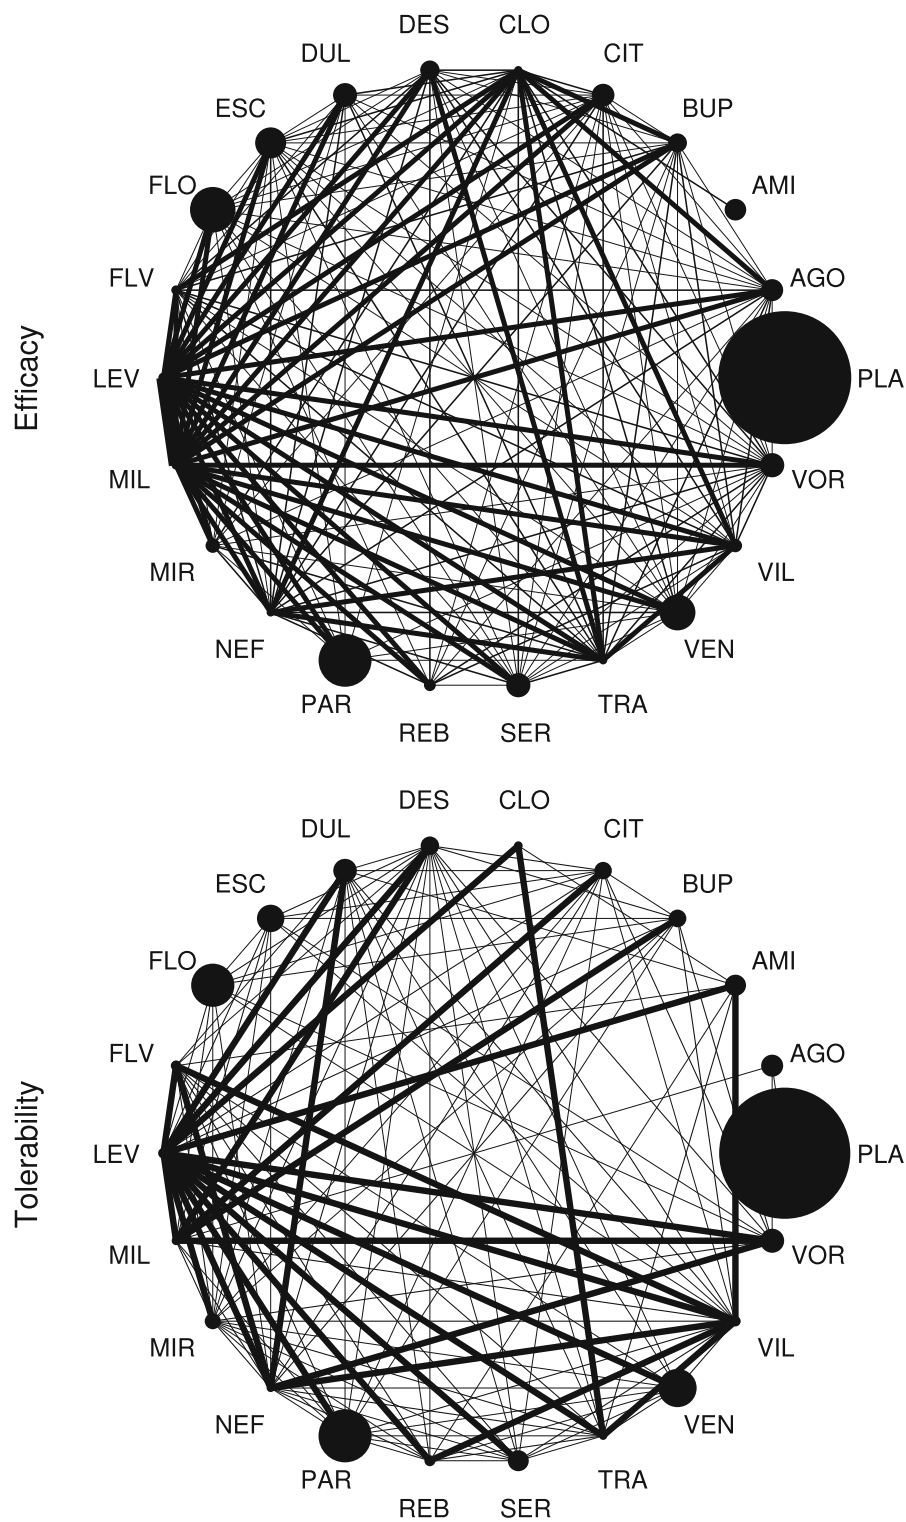 DES CLO
DUL CIT
ESC BUP
FLO AMI
FLV AGO
Efficacy
LEV PLA
MIL VOR
MIR VIL
NEF VEN
PAR TRA
REB SER
DES CLO
DUL CIT
ESC BUP
FLO AMI
FLV AGO
Tolerability
LEV PLA
MIL VOR
MIR VIL
NEF VEN
PAR TRA
REB SER